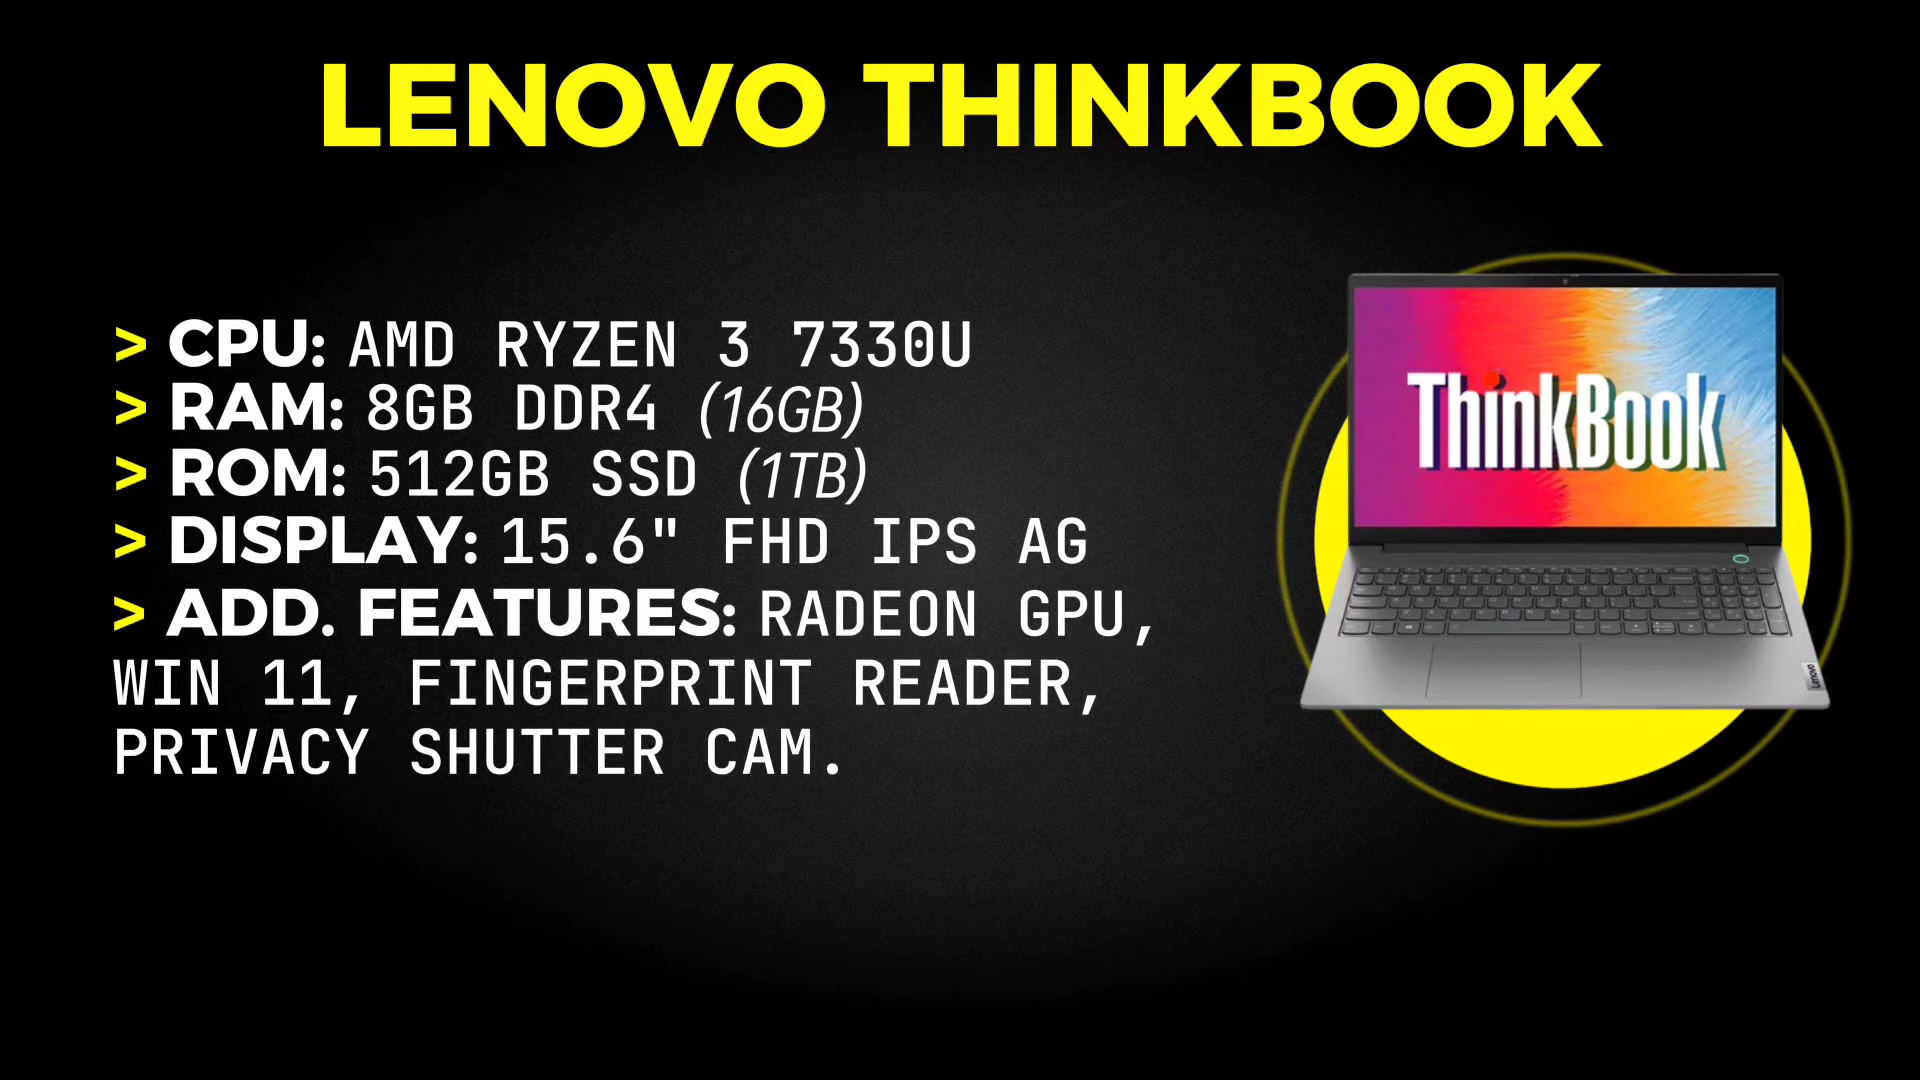 LENOVO THINKBOOK
> CPU: AMD RYZEN 3 7330U
> RAM: 8GB DDR4 (16GB)
> ROM: 512GB SSD (1TB)
> DISPLAY: 15.6" FHD IPS AG
> ADD. FEATURES: RADEON GPU,
WIN 11, FINGERPRINT READER,
PRIVACY SHUTTER CAM.
ThinkBook
Lenovo